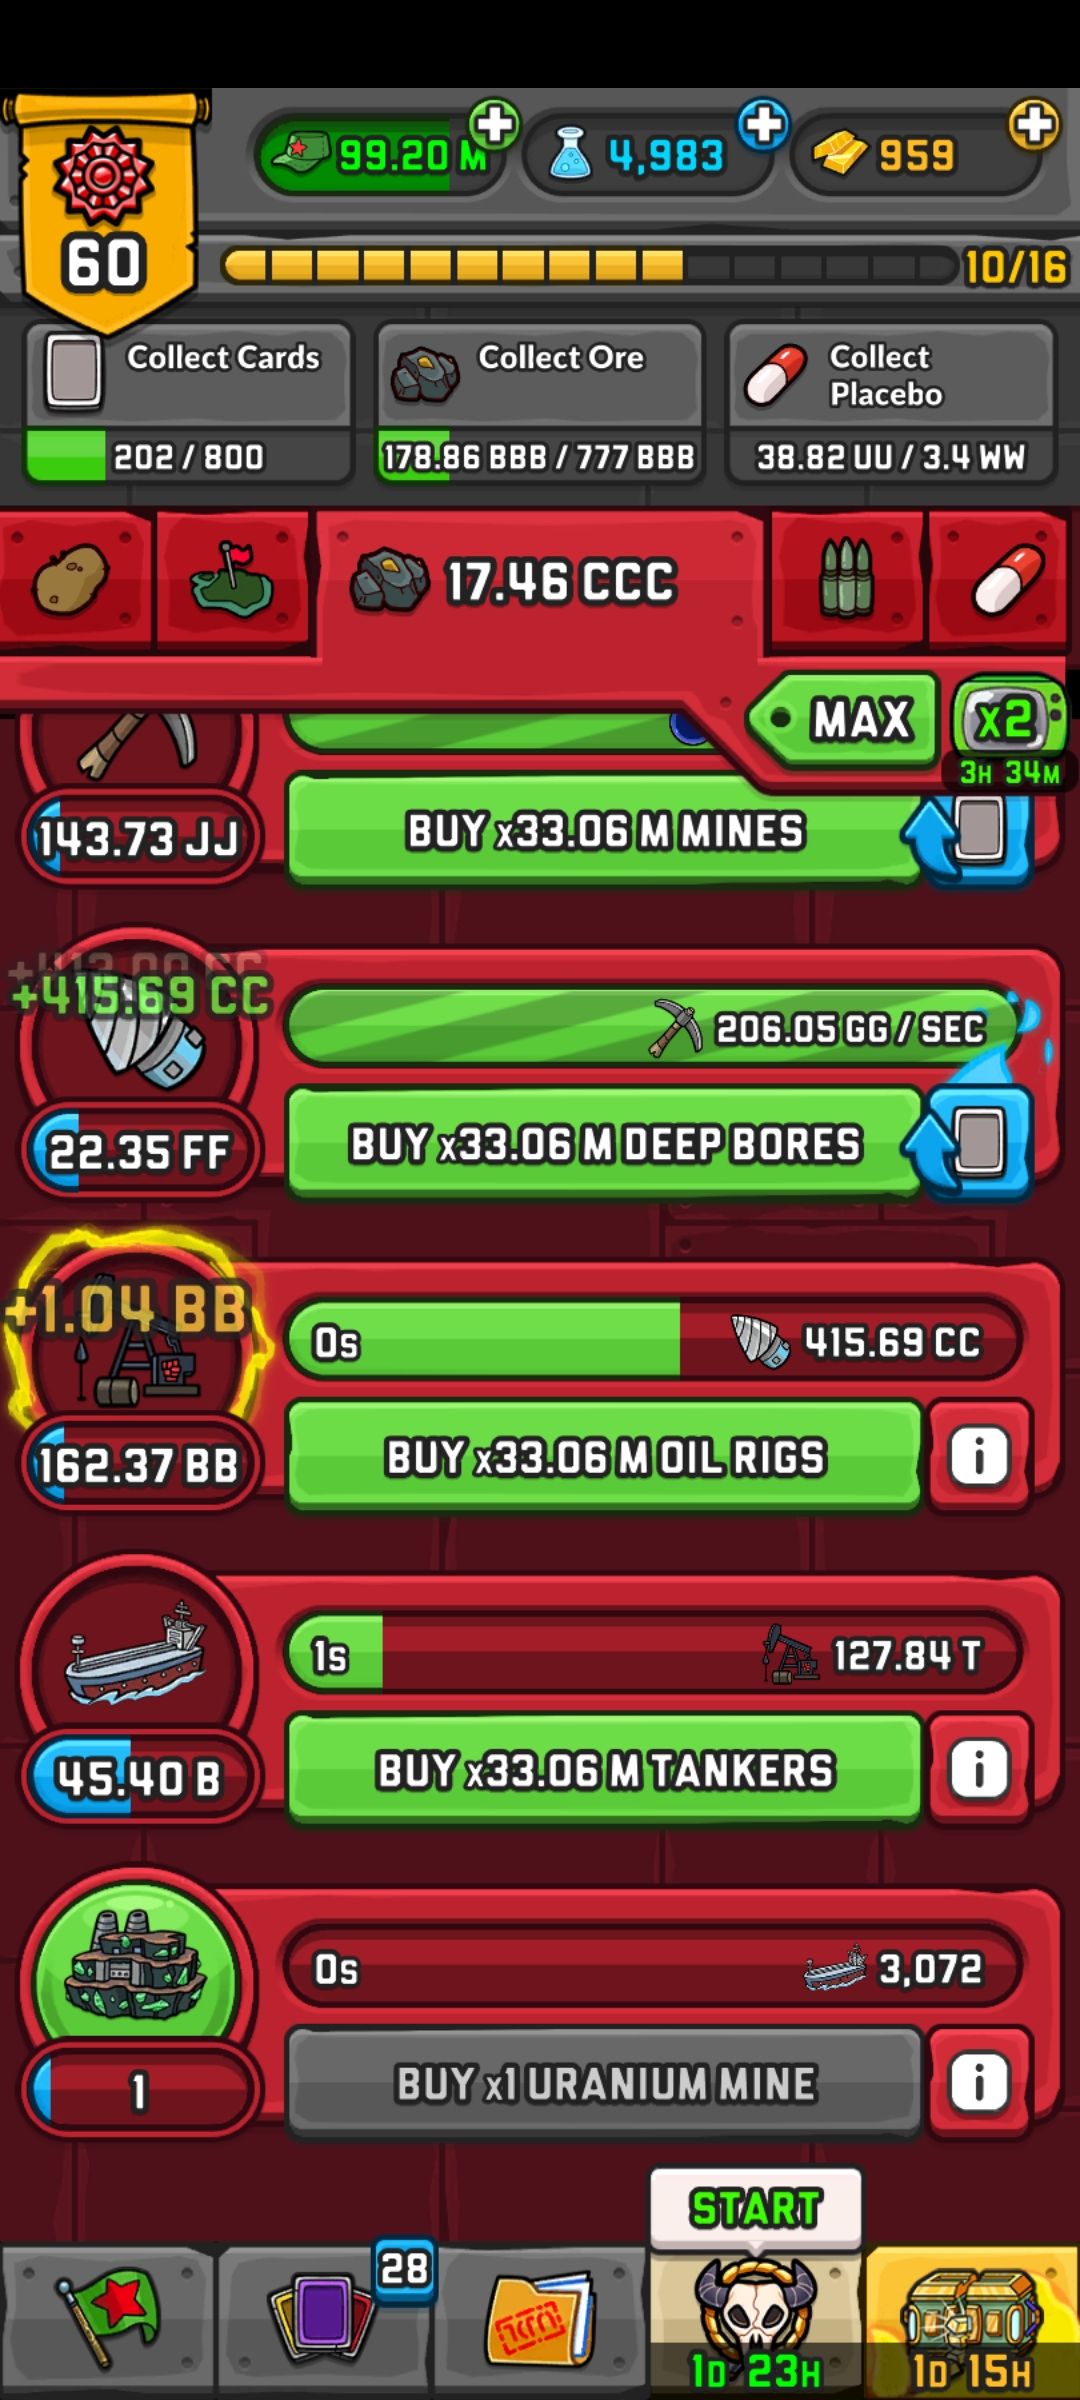 99.20 M
4,983
959
60
10/16
Collect Cards
202 / 800
Collect Ore
178.86 BBB / 777 BBB
Collect
Placebo
38.82 UU / 3.4 WW
17.46 CCC
MAX
x2
3H 34M
143.73 JJ
BUY x33.06 M MINES
+415.69 CC
206.05 GG / SEC
22.35 FF
BUY x33.06 M DEEP BORES
+1.04 BB
0s
415.69 CC
162.37 BB
BUY x33.06 M OIL RIGS
i
1s
127.84 T
45.40 B
BUY x33.06 M TANKERS
i
0s
3,072
1
BUY x1 URANIUM MINE
i
START
28
1D 23H
1D 15H